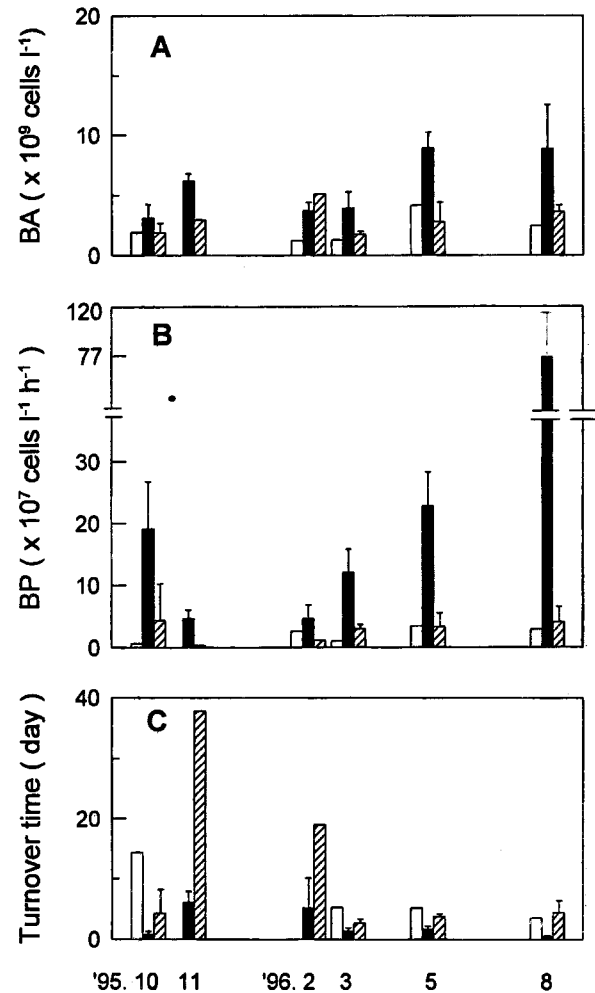 20
A
BA ( x 10⁹ cells l⁻¹)
10
0
120
B
77
BP ( x 10⁷ cells l⁻¹ h⁻¹ )
30
20
10
0
40
C
Turnover time ( day )
20
0
'95. 10 11 '96. 2 3 5 8